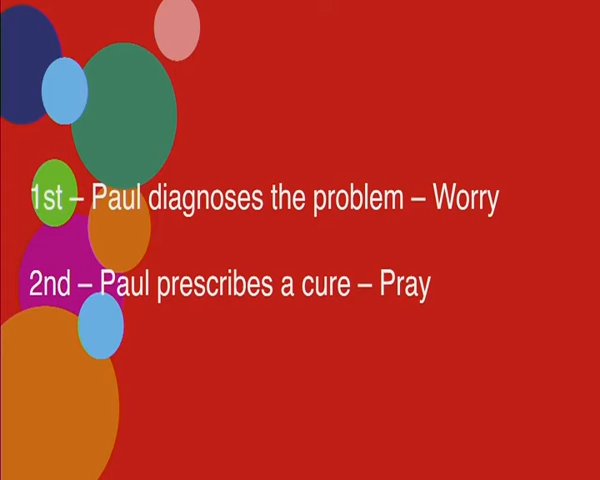 1st – Paul diagnoses the problem – Worry
2nd – Paul prescribes a cure – Pray